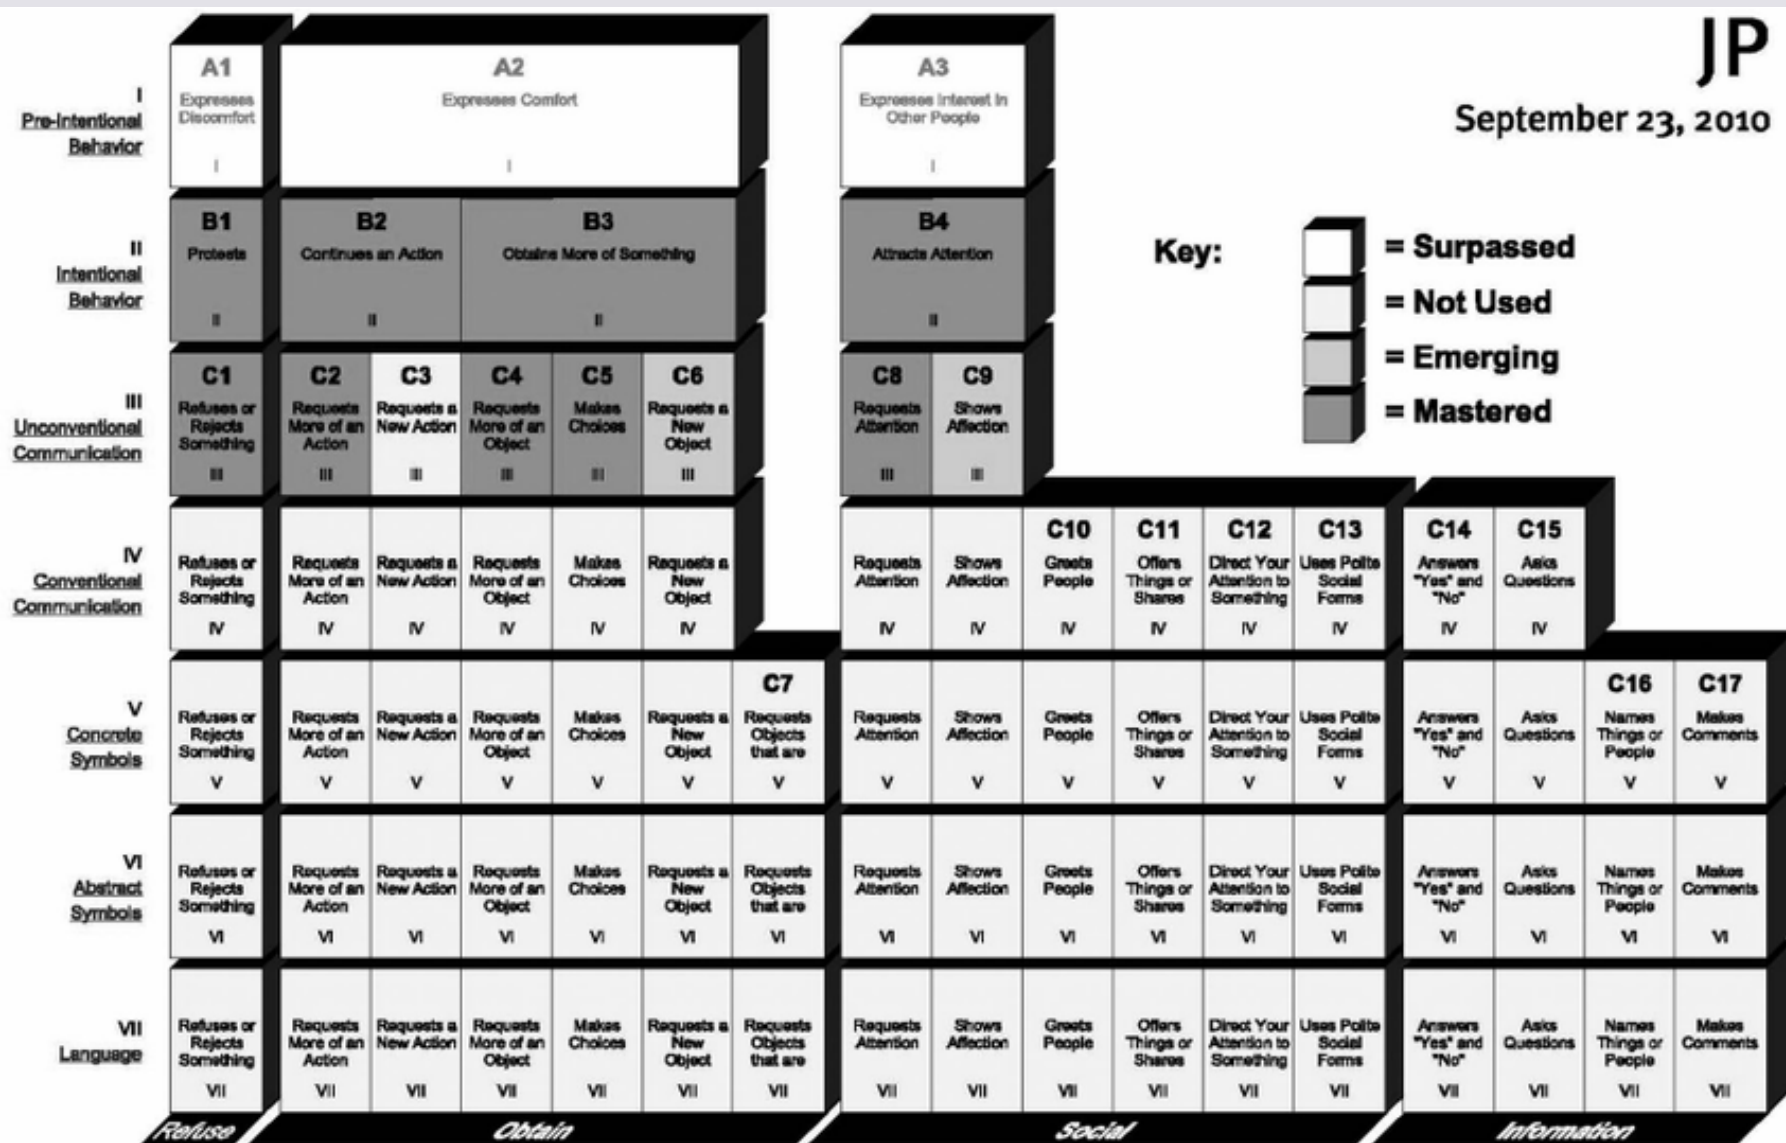 JP
September 23, 2010
Key:
= Surpassed
= Not Used
= Emerging
= Mastered
I
Pre-Intentional
Behavior
A1
Expresses
Discomfort
I
A2
Expresses Comfort
I
A3
Expresses Interest in
Other People
I
II
Intentional
Behavior
B1
Protests
II
B2
Continues an Action
II
B3
Obtains More of Something
II
B4
Attracts Attention
II
III
Unconventional
Communication
C1
Refuses or
Rejects
Something
III
C2
Requests
More of an
Action
III
C3
Requests a
New Action
III
C4
Requests
More of an
Object
III
C5
Makes
Choices
III
C6
Requests a
New
Object
III
C8
Requests
Attention
III
C9
Shows
Affection
III
IV
Conventional
Communication
Refuses or
Rejects
Something
IV
Requests
More of an
Action
IV
Requests a
New Action
IV
Requests
More of an
Object
IV
Makes
Choices
IV
Requests a
New
Object
IV
Requests
Attention
IV
Shows
Affection
IV
C10
Greets
People
IV
C11
Offers
Things or
Shares
IV
C12
Direct Your
Attention to
Something
IV
C13
Uses Polite
Social
Forms
IV
C14
Answers
"Yes" and
"No"
IV
C15
Asks
Questions
IV
V
Concrete
Symbols
Refuses or
Rejects
Something
V
Requests
More of an
Action
V
Requests a
New Action
V
Requests
More of an
Object
V
Makes
Choices
V
Requests a
New
Object
V
C7
Requests
Objects
that are
V
Requests
Attention
V
Shows
Affection
V
Greets
People
V
Offers
Things or
Shares
V
Direct Your
Attention to
Something
V
Uses Polite
Social
Forms
V
Answers
"Yes" and
"No"
V
Asks
Questions
V
C16
Names
Things or
People
V
C17
Makes
Comments
V
VI
Abstract
Symbols
Refuses or
Rejects
Something
VI
Requests
More of an
Action
VI
Requests a
New Action
VI
Requests
More of an
Object
VI
Makes
Choices
VI
Requests a
New
Object
VI
Requests
Objects
that are
VI
Requests
Attention
VI
Shows
Affection
VI
Greets
People
VI
Offers
Things or
Shares
VI
Direct Your
Attention to
Something
VI
Uses Polite
Social
Forms
VI
Answers
"Yes" and
"No"
VI
Asks
Questions
VI
Names
Things or
People
VI
Makes
Comments
VI
VII
Language
Refuses or
Rejects
Something
VII
Requests
More of an
Action
VII
Requests a
New Action
VII
Requests
More of an
Object
VII
Makes
Choices
VII
Requests a
New
Object
VII
Requests
Objects
that are
VII
Requests
Attention
VII
Shows
Affection
VII
Greets
People
VII
Offers
Things or
Shares
VII
Direct Your
Attention to
Something
VII
Uses Polite
Social
Forms
VII
Answers
"Yes" and
"No"
VII
Asks
Questions
VII
Names
Things or
People
VII
Makes
Comments
VII
Refuse
Obtain
Social
Information